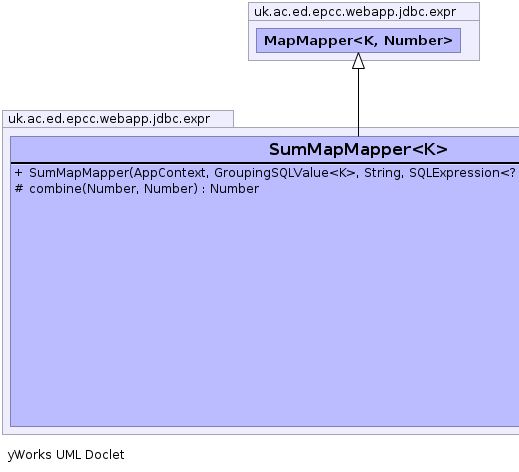 uk.ac.ed.epcc.webapp.jdbc.expr
MapMapper<K, Number>
uk.ac.ed.epcc.webapp.jdbc.expr
SumMapMapper<K>
+ SumMapMapper(AppContext, GroupingSQLValue<K>, String, SQLExpression<?
# combine(Number, Number) : Number
yWorks UML Doclet